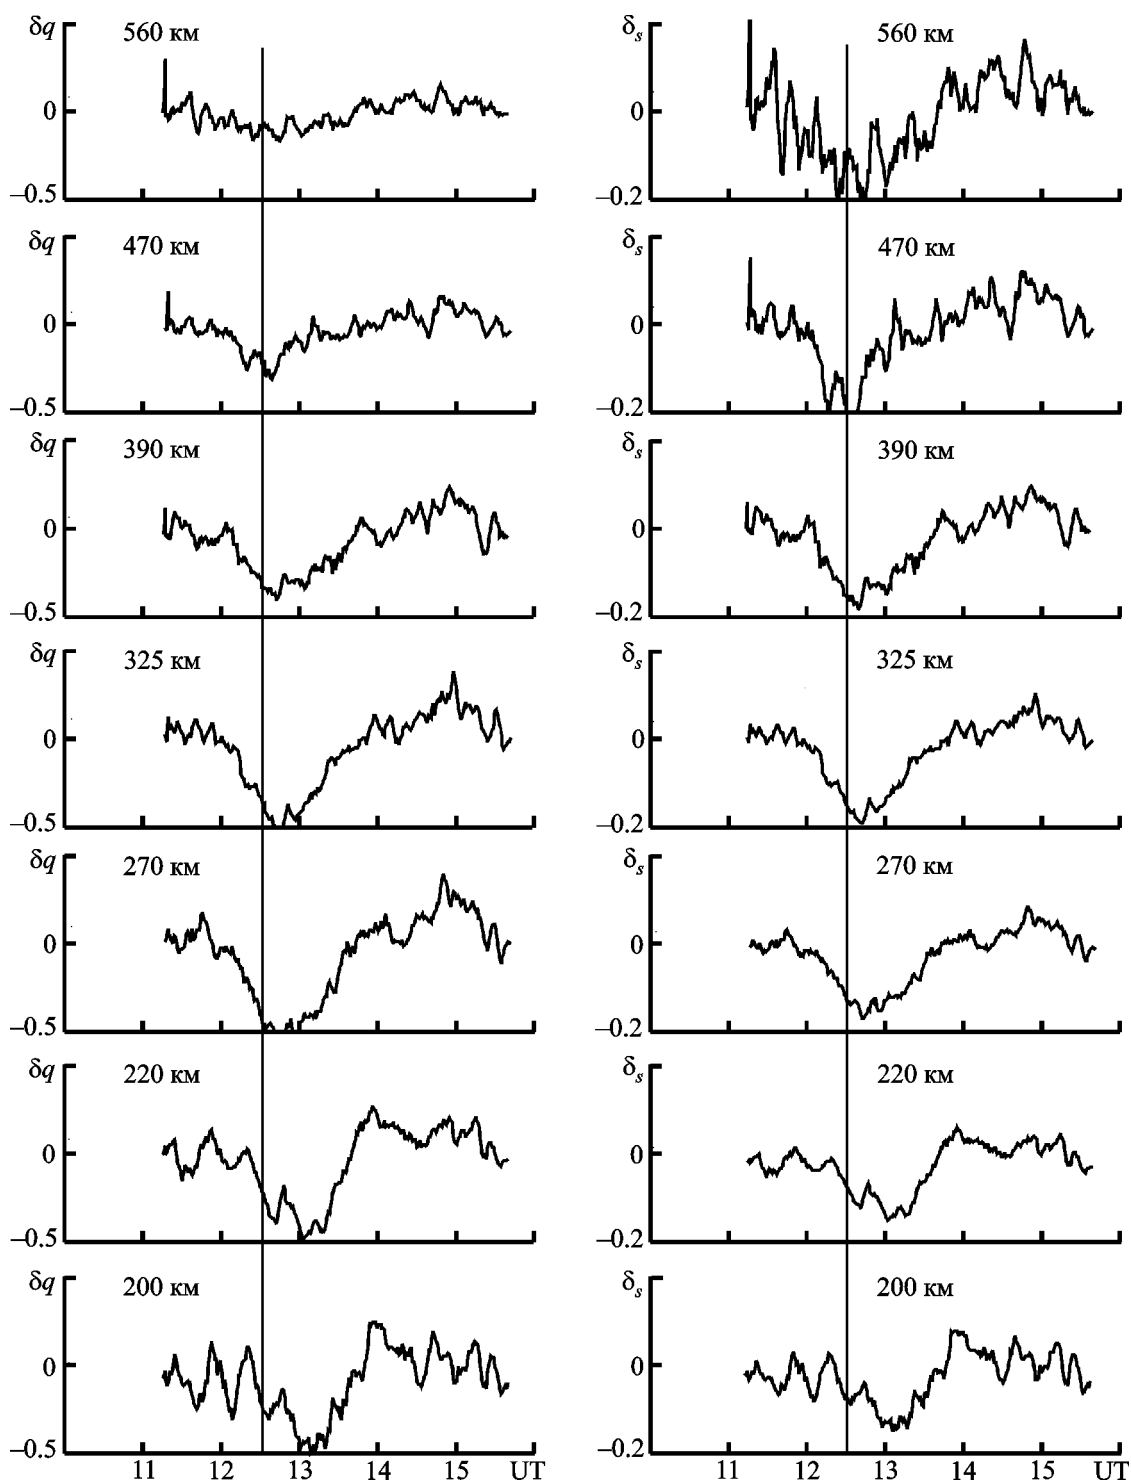 δq 560 км δs 560 км
0 0
–0.5 –0.2
δq 470 км δs 470 км
0 0
–0.5 –0.2
δq 390 км δs 390 км
0 0
–0.5 –0.2
δq 325 км δs 325 км
0 0
–0.5 –0.2
δq 270 км δs 270 км
0 0
–0.5 –0.2
δq 220 км δs 220 км
0 0
–0.5 –0.2
δq 200 км δs 200 км
0 0
–0.5 –0.2
11 12 13 14 15 UT 11 12 13 14 15 UT